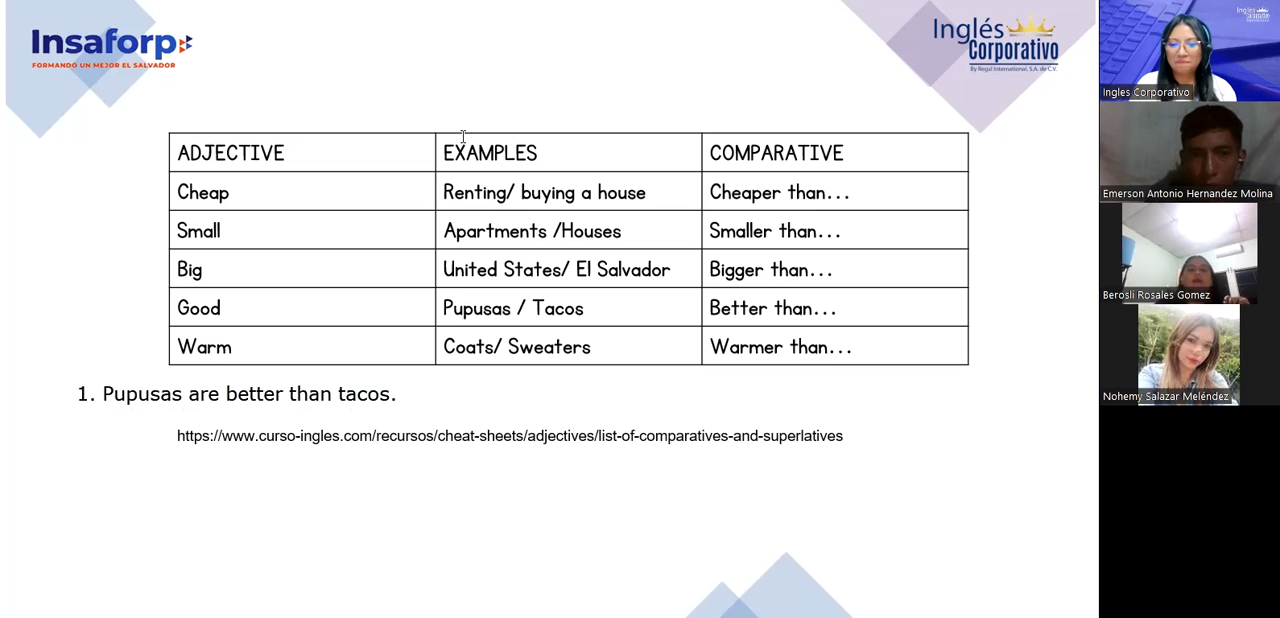 Insaforp
FORMANDO UN MEJOR EL SALVADOR
Inglés
Corporativo
By Regal International, S.A. de C.V.
ADJECTIVE EXAMPLES COMPARATIVE
Cheap Renting/ buying a house Cheaper than...
Small Apartments /Houses Smaller than...
Big United States/ El Salvador Bigger than...
Good Pupusas / Tacos Better than...
Warm Coats/ Sweaters Warmer than...
1. Pupusas are better than tacos.
https://www.curso-ingles.com/recursos/cheat-sheets/adjectives/list-of-comparatives-and-superlatives
Inglés
Ingles Corporativo
Emerson Antonio Hernandez Molina
Berosli Rosales Gomez
Nohemy Salazar Meléndez